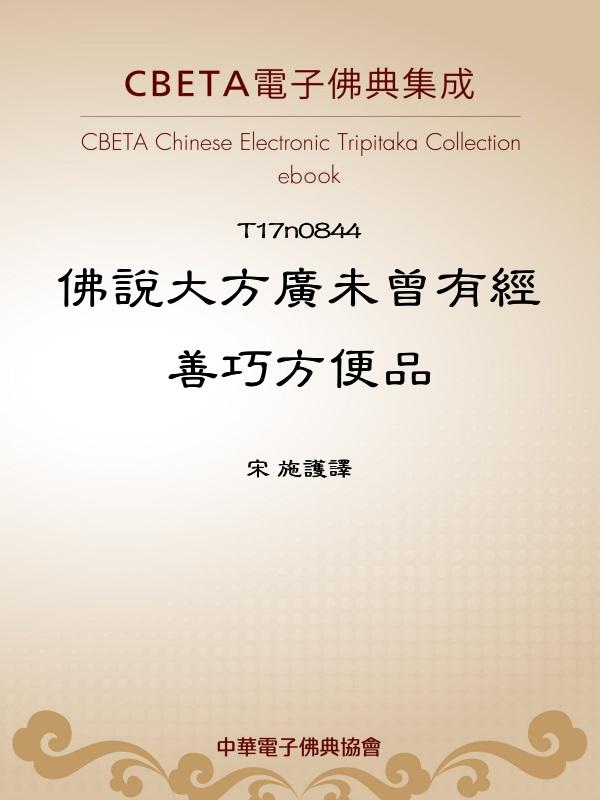 CBETA電子佛典集成
CBETA Chinese Electronic Tripitaka Collection
ebook
T17n0844
佛說大方廣未曾有經
善巧方便品
宋 施護譯
中華電子佛典協會